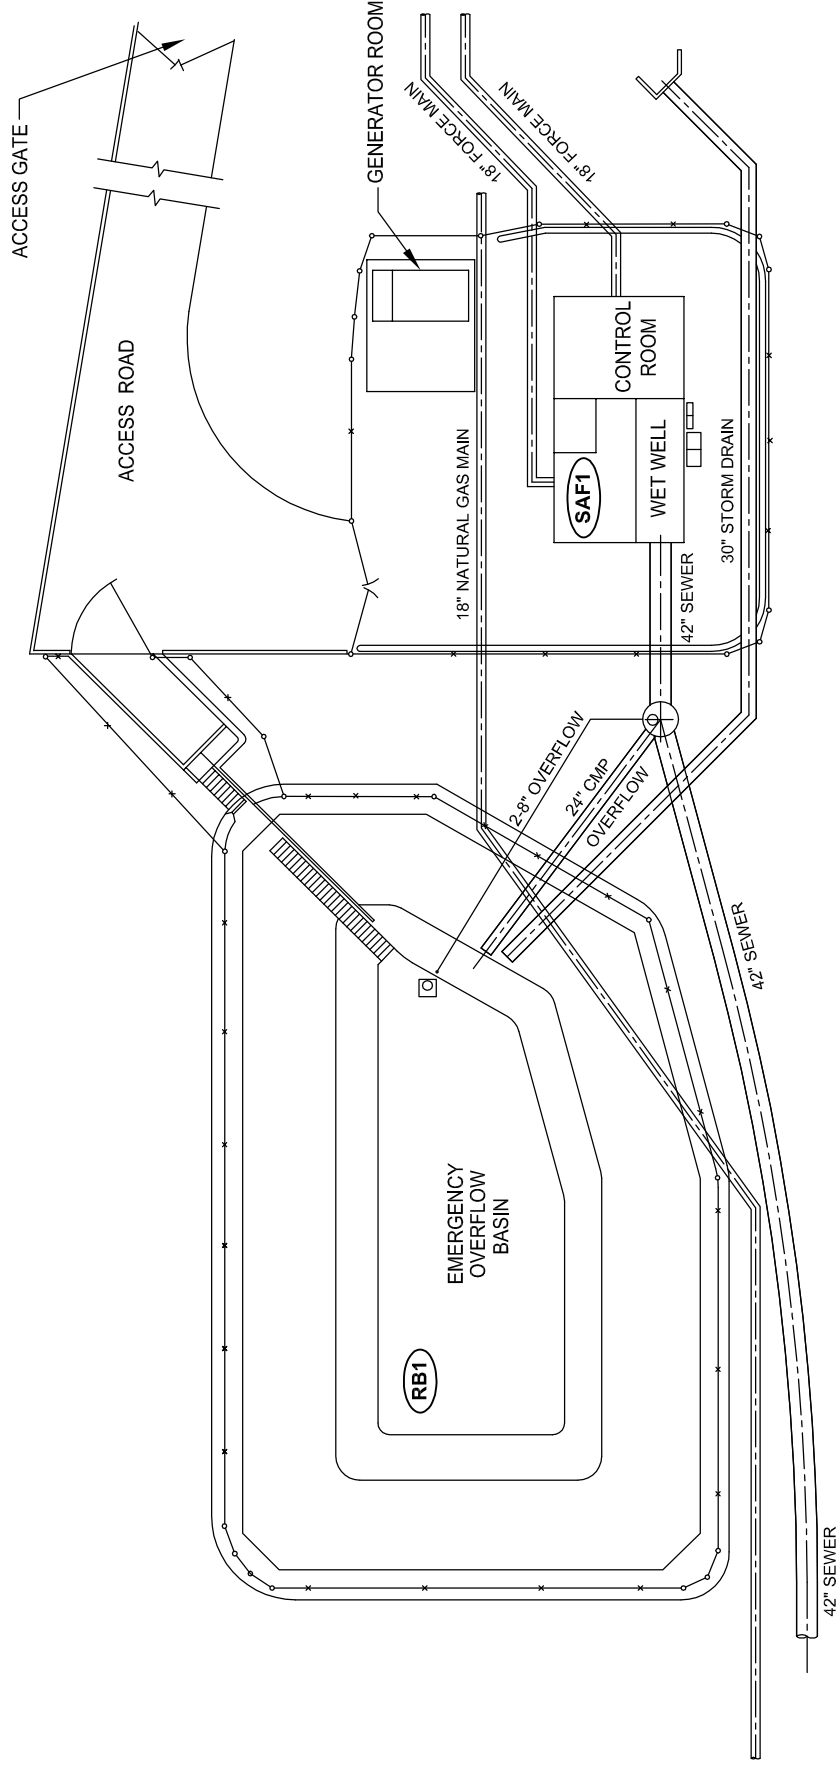 ACCESS GATE
GENERATOR ROOM
18" FORCE MAIN
18" FORCE MAIN
ACCESS ROAD
CONTROL
ROOM
18" NATURAL GAS MAIN
SAF1
WET WELL
30" STORM DRAIN
42" SEWER
2-8" OVERFLOW
24" CMP
OVERFLOW
42" SEWER
EMERGENCY
OVERFLOW
BASIN
RB1
42" SEWER